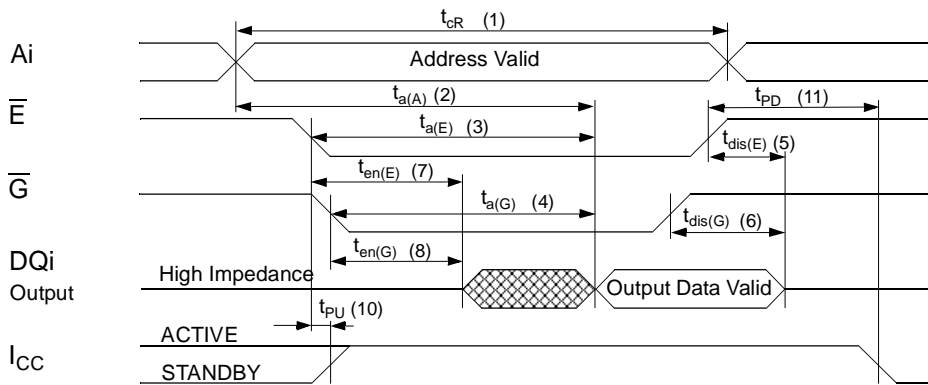 t_cR (1)
Ai
Address Valid
t_a(A) (2)
t_PD (11)
E̅
t_a(E) (3)
t_dis(E) (5)
t_en(E) (7)
G̅
t_a(G) (4)
t_dis(G) (6)
t_en(G) (8)
DQi
Output
High Impedance
Output Data Valid
t_PU (10)
ACTIVE
I_CC
STANDBY